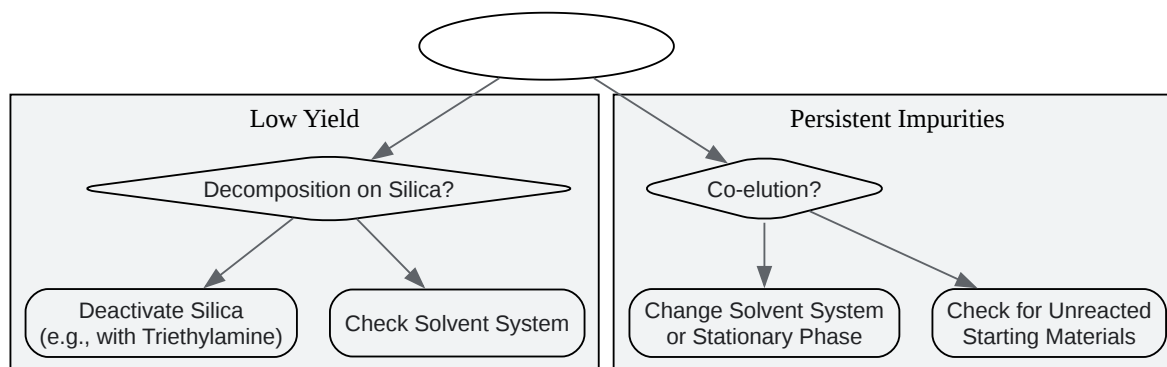 Low Yield
Persistent Impurities
Decomposition on Silica?
Co-elution?
Deactivate Silica
(e.g., with Triethylamine)
Check Solvent System
Change Solvent System
or Stationary Phase
Check for Unreacted
Starting Materials